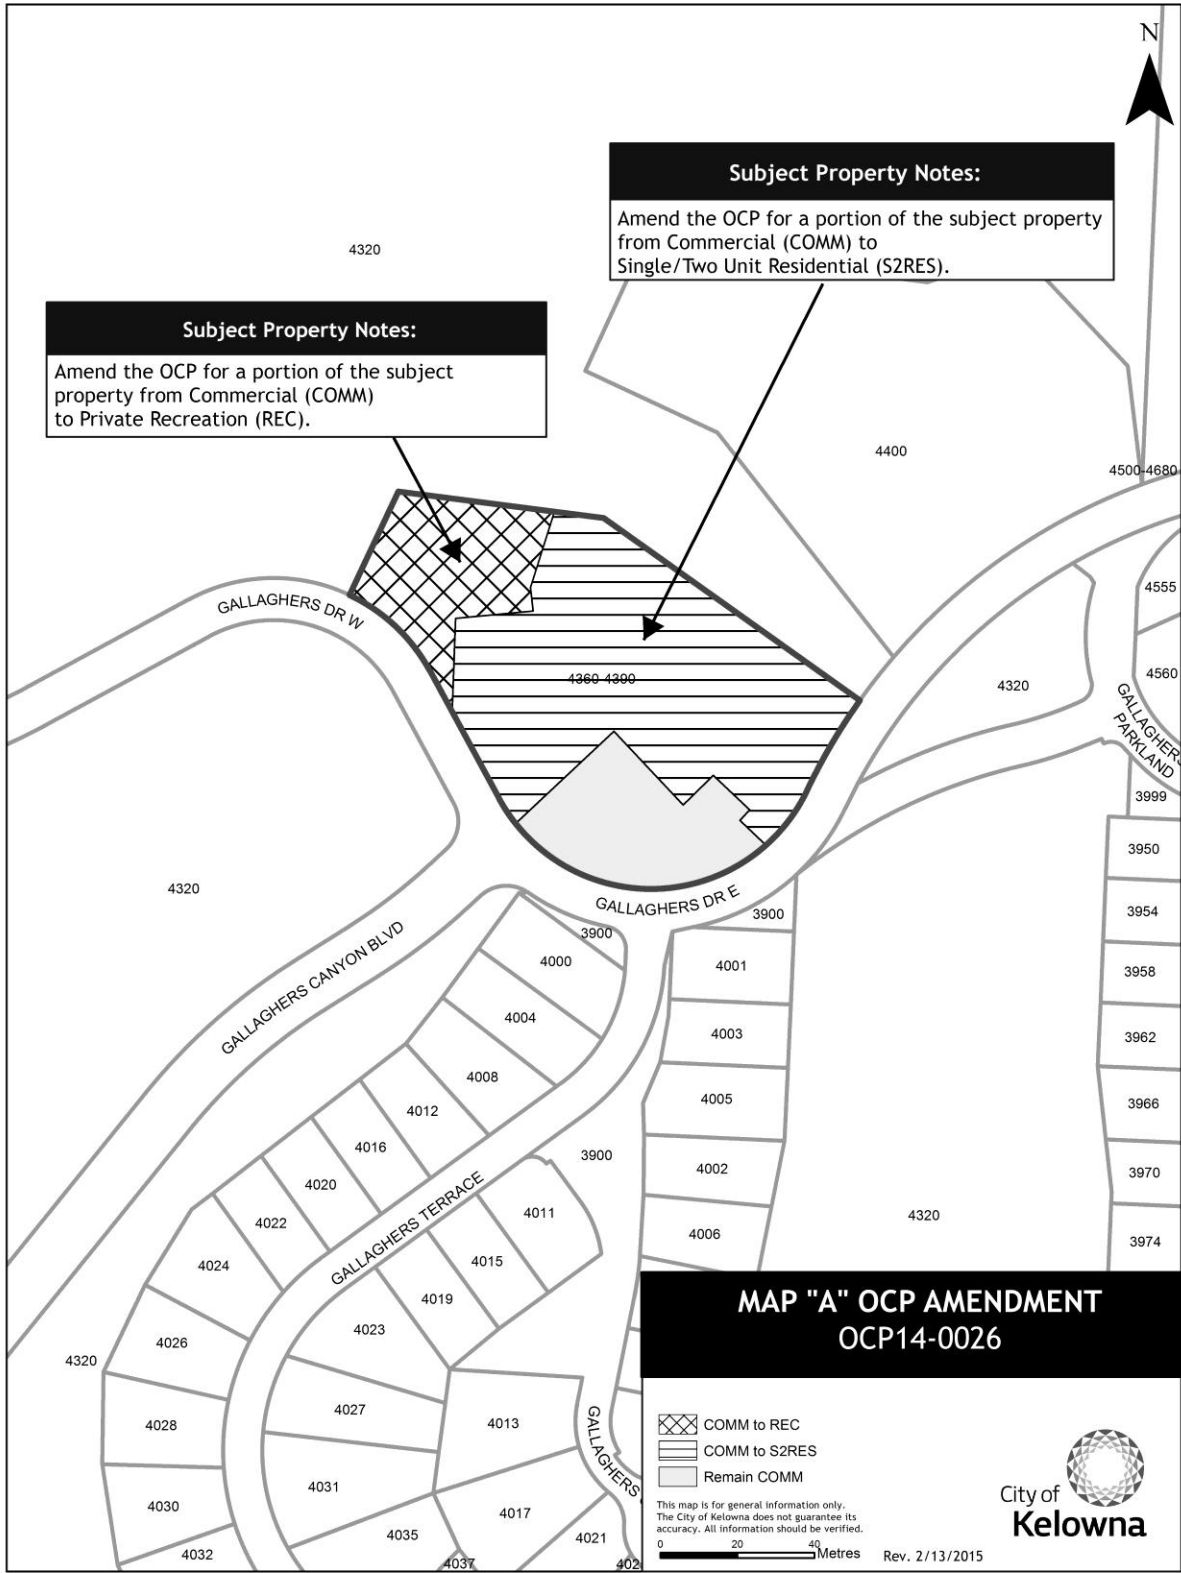 N
Subject Property Notes:
Amend the OCP for a portion of the subject property
from Commercial (COMM) to
Single/Two Unit Residential (S2RES).
4320
Subject Property Notes:
Amend the OCP for a portion of the subject
property from Commercial (COMM)
to Private Recreation (REC).
4400
4500-4680
4555
GALLAGHERS DR W
4560
4360-4390
4320
GALLAGHERS
PARKLAND
3999
3950
4320
GALLAGHERS DR E
3900
3954
3900
4000
4001
3958
GALLAGHERS CANYON BLVD
4004
4003
3962
4008
4005
3966
4012
4016
3900
4002
3970
4020
4011
4022
GALLAGHERS TERRACE
4006
4320
3974
4024
4015
4019
4023
4026
4320
MAP "A" OCP AMENDMENT
OCP14-0026
4027
4028
4013
GALLAGHERS
4031
4030
4017
4035
4021
4032
4037
402
COMM to REC
COMM to S2RES
Remain COMM
This map is for general information only.
The City of Kelowna does not guarantee its
accuracy. All information should be verified.
0 20 40
Metres
Rev. 2/13/2015
City of
Kelowna